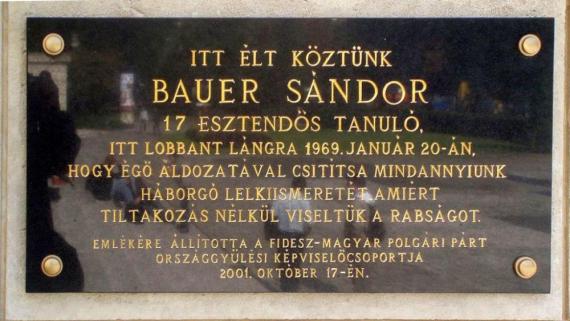 ITT ÉLT KÖZTÜNK
BAUER SÁNDOR
17 ESZTENDŐS TANULÓ,
ITT LOBBANT LÁNGRA 1969. JANUÁR 20-ÁN,
HOGY ÉGŐ ÁLDOZATÁVAL CSITÍTSA MINDANNYIUNK
HÁBORGÓ LELKIISMERETÉT AMIÉRT
TILTAKOZÁS NÉLKÜL VISELTÜK A RABSÁGOT.
EMLÉKÉRE ÁLLÍTOTTA A FIDESZ-MAGYAR POLGÁRI PÁRT
ORSZÁGGYŰLÉSI KÉPVISELŐCSOPORTJA
2001. OKTÓBER 17-ÉN.